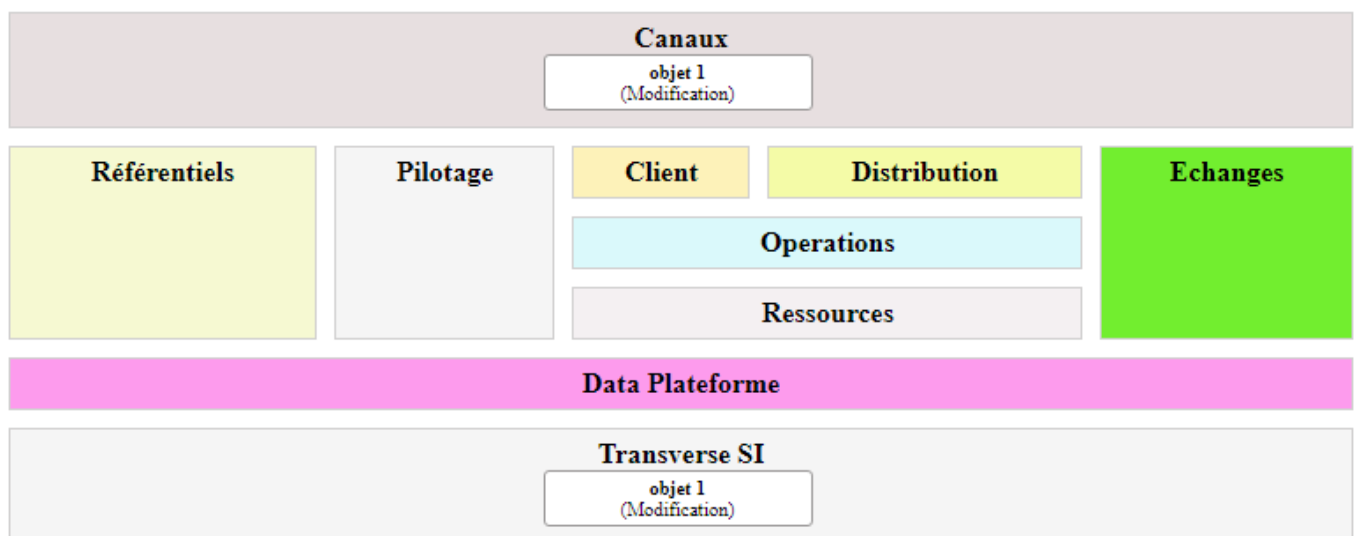 Canaux
objet 1
(Modification)
Référentiels
Pilotage
Client
Distribution
Echanges
Operations
Ressources
Data Plateforme
Transverse SI
objet 1
(Modification)